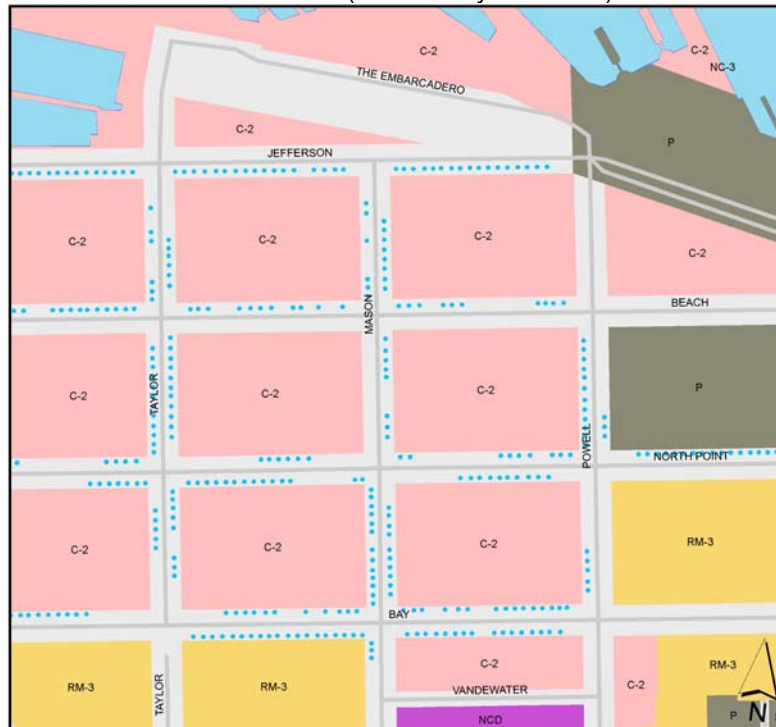 C-2
C-2
NC-3
THE EMBARCADERO
C-2
P
JEFFERSON
C-2
C-2
C-2
C-2
MASON
BEACH
TAYLOR
C-2
C-2
C-2
P
POWELL
NORTH POINT
C-2
C-2
C-2
RM-3
BAY
TAYLOR
RM-3
RM-3
C-2
C-2
RM-3
VANDEWATER
NCD
P
N